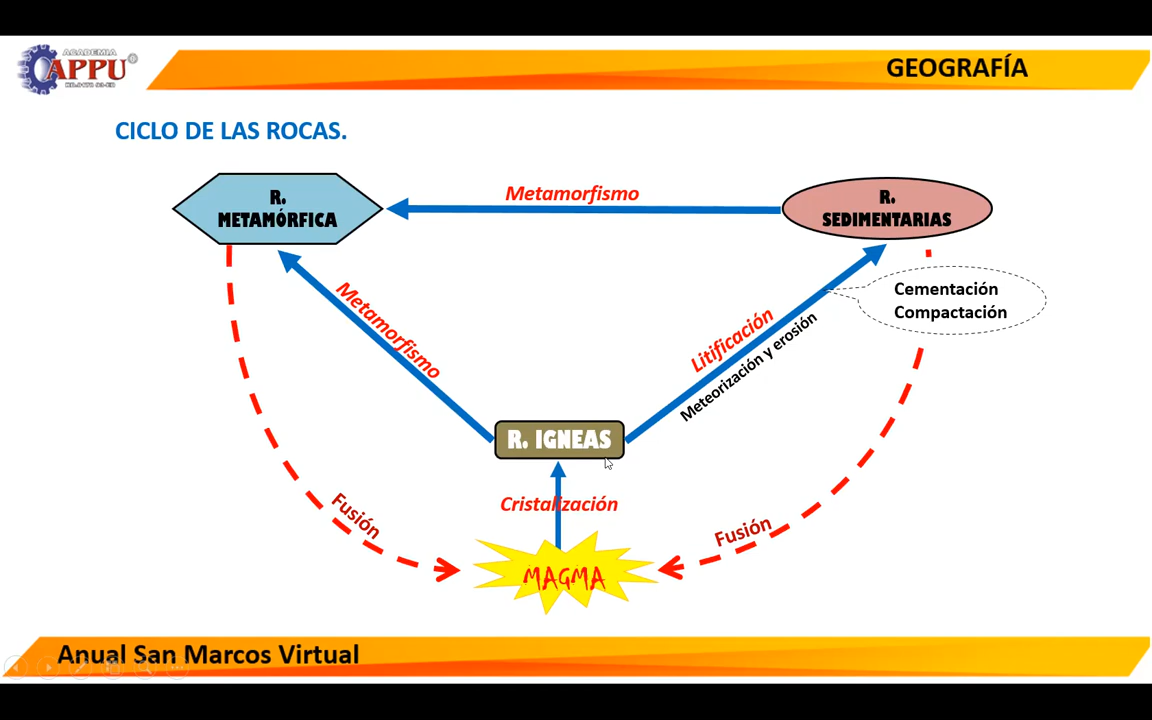 ACADEMIA
APPU
GEOGRAFÍA
CICLO DE LAS ROCAS.
R.
METAMÓRFICA
Metamorfismo
R.
SEDIMENTARIAS
Cementación
Compactación
Metamorfismo
Litificación
Meteorización y erosión
R. IGNEAS
Cristalización
Fusión
Fusión
MAGMA
Anual San Marcos Virtual